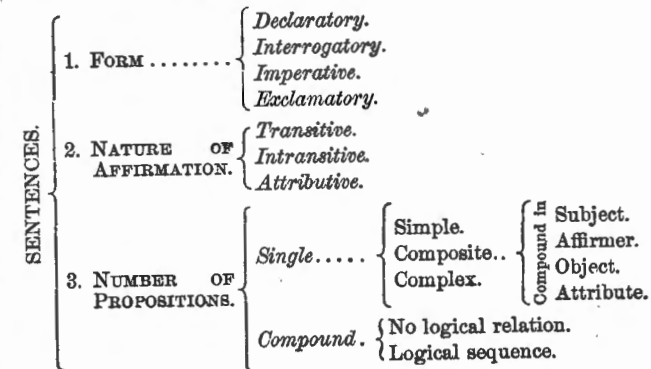 SENTENCES.
1. FORM ........
Declaratory.
Interrogatory.
Imperative.
Exclamatory.
2. NATURE OF
AFFIRMATION.
Transitive.
Intransitive.
Attributive.
3. NUMBER OF
PROPOSITIONS.
Single.....
Simple.
Composite..
Complex.
Compound in
Subject.
Affirmer.
Object.
Attribute.
Compound.
No logical relation.
Logical sequence.